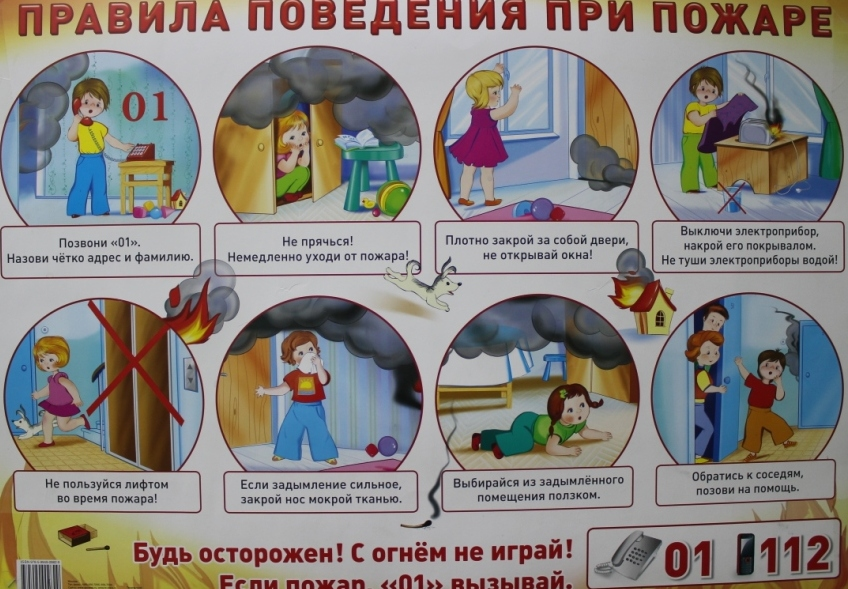 ПРАВИЛА ПОВЕДЕНИЯ ПРИ ПОЖАРЕ
01
Позвони «01».
Назови чётко адрес и фамилию.
Не прячься!
Немедленно уходи от пожара!
Плотно закрой за собой двери,
не открывай окна!
Выключи электроприбор,
накрой его покрывалом.
Не туши электроприборы водой!
Не пользуйся лифтом
во время пожара!
Если задымление сильное,
закрой нос мокрой тканью.
Выбирайся из задымлённого
помещения ползком.
Обратись к соседям,
позови на помощь.
Будь осторожен! С огнём не играй!
Если пожар, «01» вызывай.
01 112